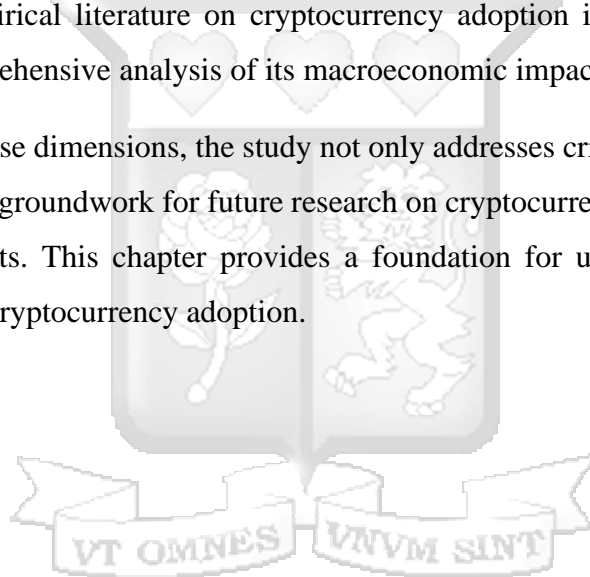 irical literature on cryptocurrency adoption i
ehensive analysis of its macroeconomic impac
se dimensions, the study not only addresses cri
groundwork for future research on cryptocurre
ts. This chapter provides a foundation for u
ryptocurrency adoption.
VT OMNES VNVM SINT